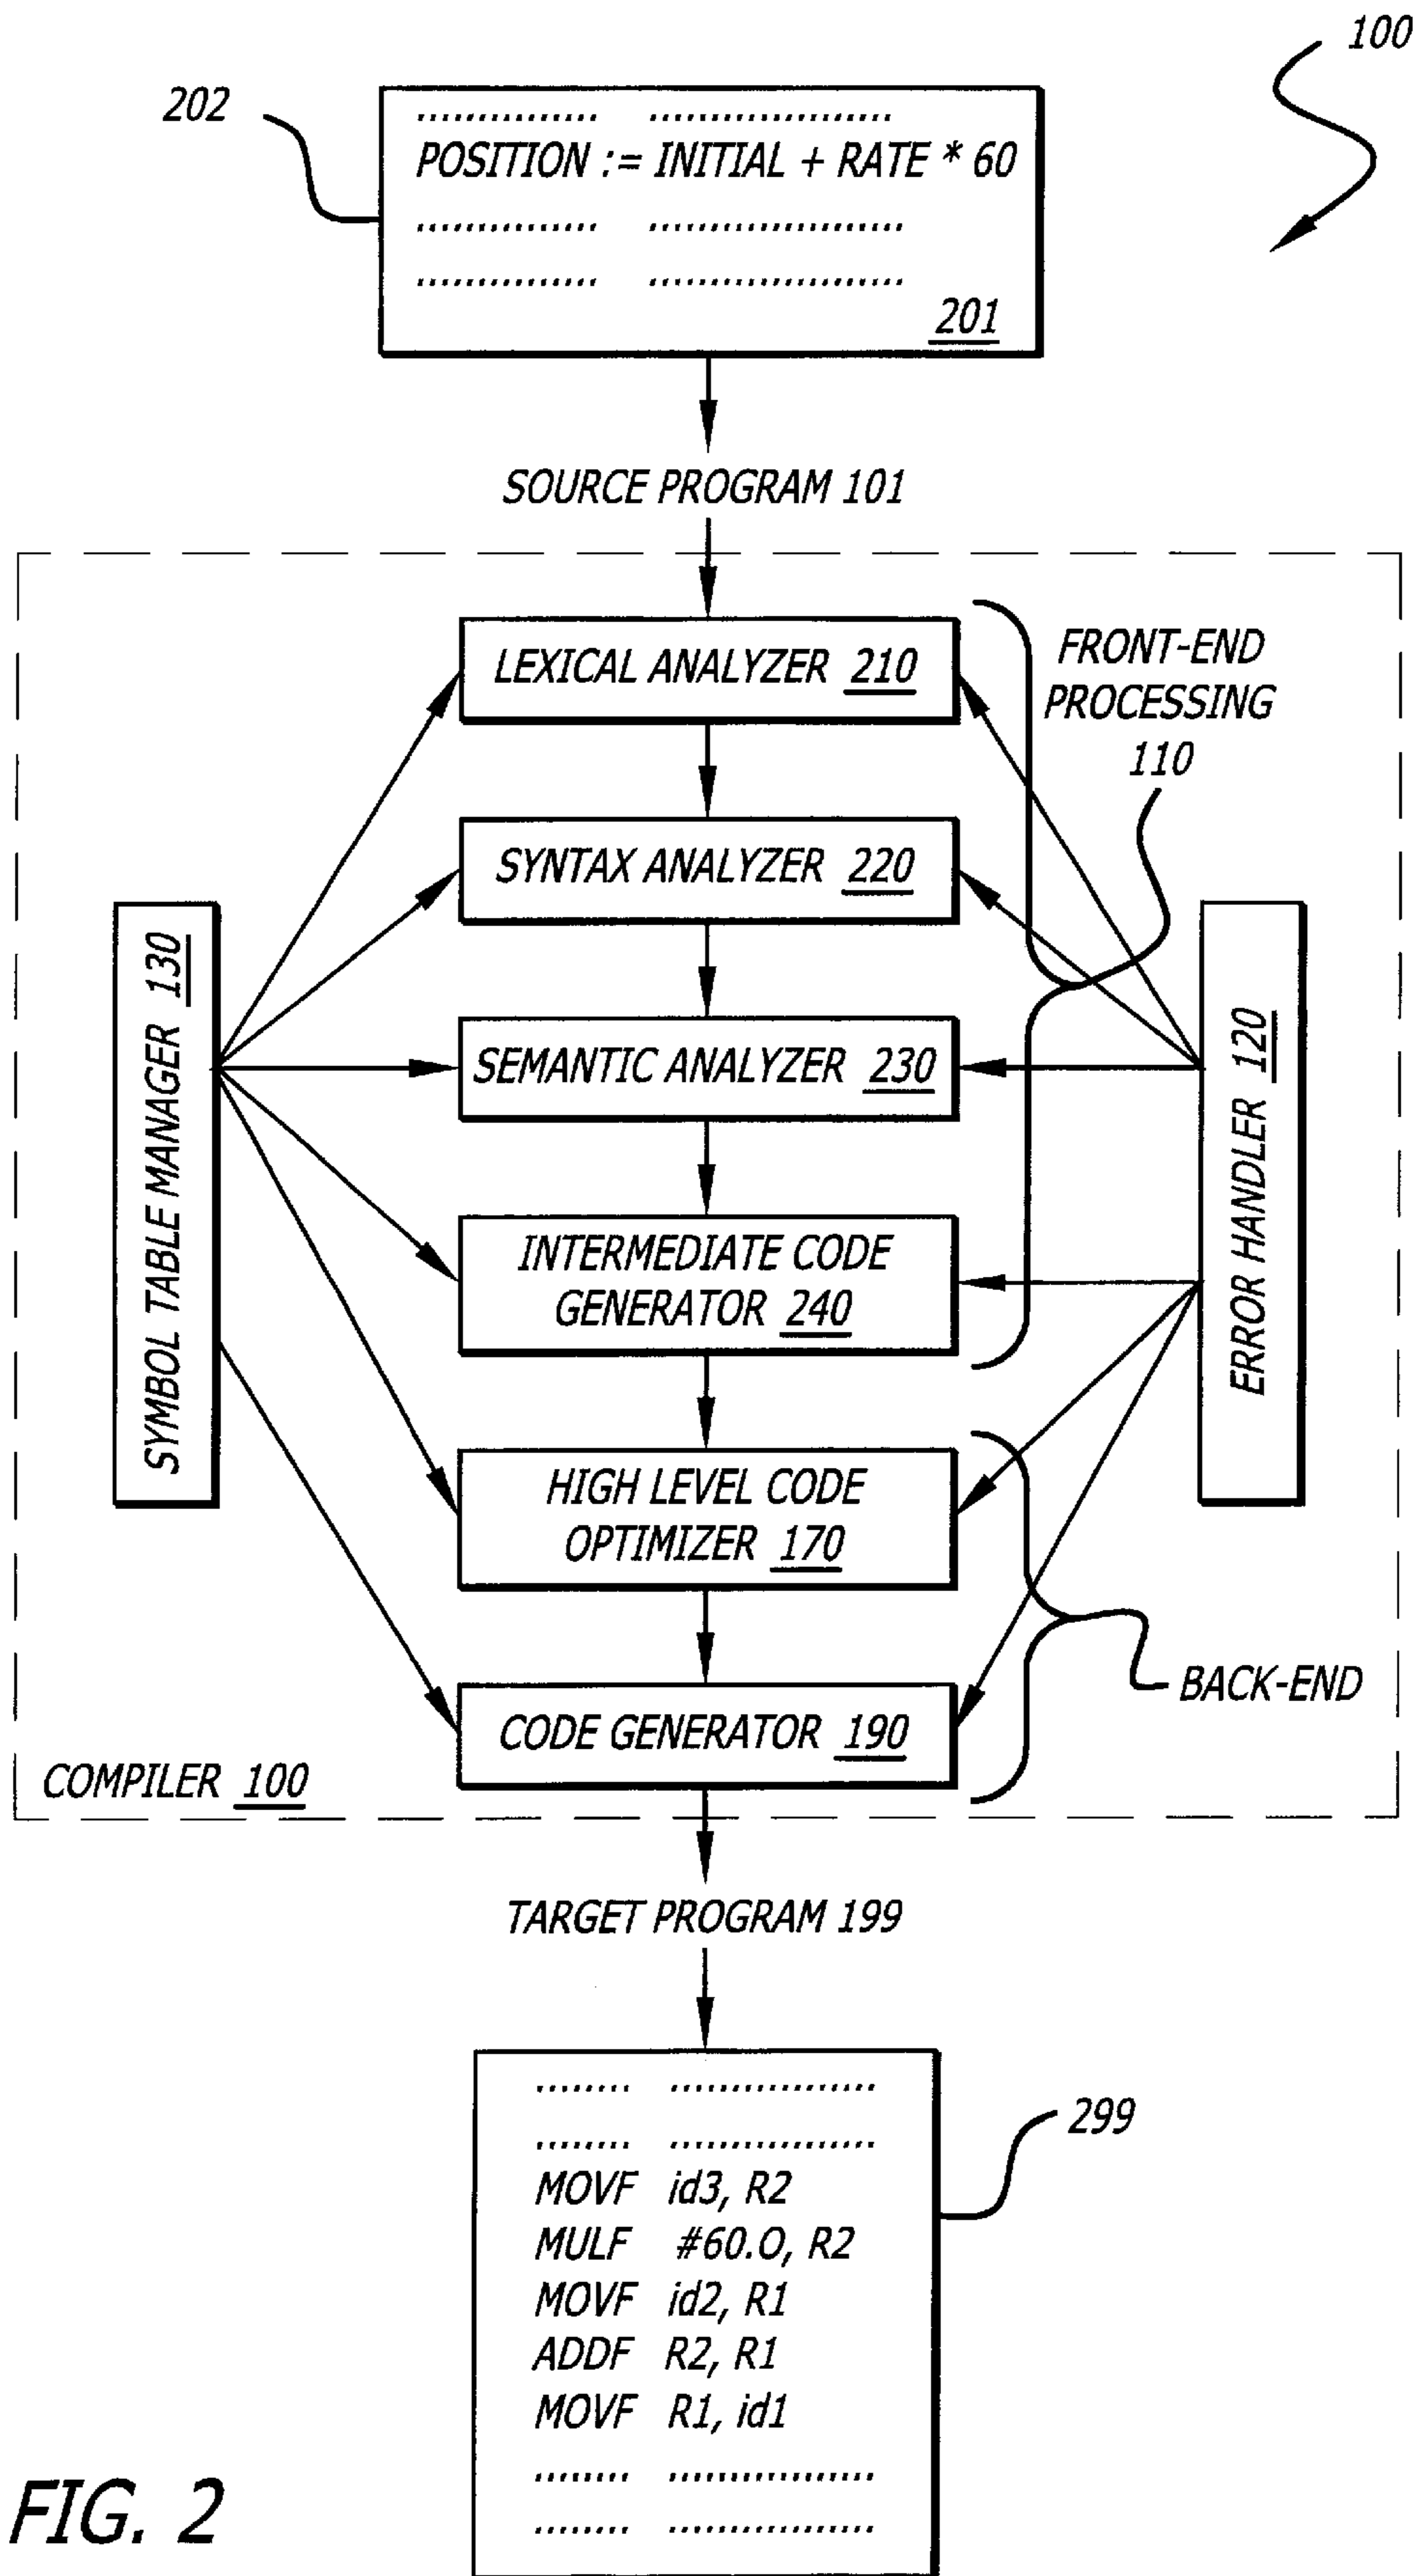 100
202
POSITION := INITIAL + RATE * 60
201
SOURCE PROGRAM 101
LEXICAL ANALYZER 210
FRONT-END
PROCESSING
110
SYNTAX ANALYZER 220
SYMBOL TABLE MANAGER 130
SEMANTIC ANALYZER 230
ERROR HANDLER 120
INTERMEDIATE CODE
GENERATOR 240
HIGH LEVEL CODE
OPTIMIZER 170
BACK-END
CODE GENERATOR 190
COMPILER 100
TARGET PROGRAM 199
299
MOVF id3, R2
MULF #60.O, R2
MOVF id2, R1
ADDF R2, R1
MOVF R1, id1
FIG. 2